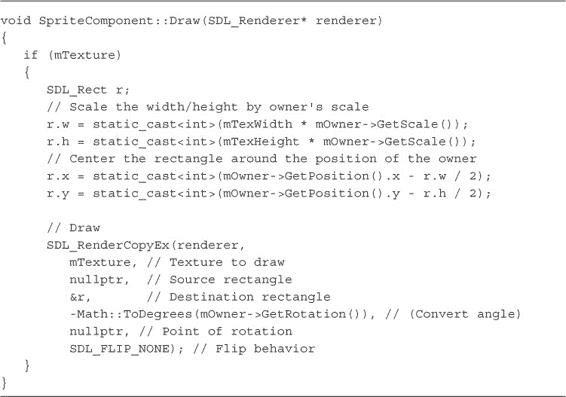 void SpriteComponent::Draw(SDL_Renderer* renderer)
{
   if (mTexture)
   {
      SDL_Rect r;
      // Scale the width/height by owner's scale
      r.w = static_cast<int>(mTexWidth * mOwner->GetScale());
      r.h = static_cast<int>(mTexHeight * mOwner->GetScale());
      // Center the rectangle around the position of the owner
      r.x = static_cast<int>(mOwner->GetPosition().x - r.w / 2);
      r.y = static_cast<int>(mOwner->GetPosition().y - r.h / 2);

      // Draw
      SDL_RenderCopyEx(renderer,
         mTexture, // Texture to draw
         nullptr,  // Source rectangle
         &r,       // Destination rectangle
         -Math::ToDegrees(mOwner->GetRotation()), // (Convert angle)
         nullptr, // Point of rotation
         SDL_FLIP_NONE); // Flip behavior
   }
}